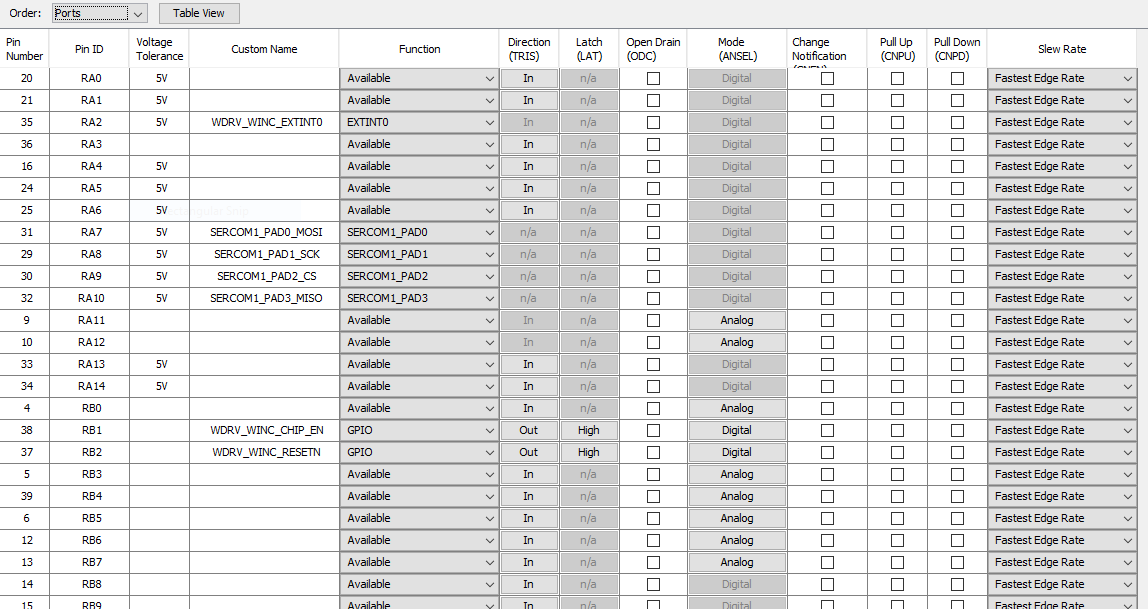 Order: Ports Table View
Pin Number Pin ID Voltage Tolerance Custom Name Function Direction (TRIS) Latch (LAT) Open Drain (ODC) Mode (ANSEL) Change Notification Pull Up (CNPU) Pull Down (CNPD) Slew Rate
20 RA0 5V Available In n/a Digital Fastest Edge Rate
21 RA1 5V Available In n/a Digital Fastest Edge Rate
35 RA2 5V WDRV_WINC_EXTINT0 EXTINT0 In n/a Digital Fastest Edge Rate
36 RA3 Available In n/a Digital Fastest Edge Rate
16 RA4 5V Available In n/a Digital Fastest Edge Rate
24 RA5 5V Available In n/a Digital Fastest Edge Rate
25 RA6 5V Available In n/a Digital Fastest Edge Rate
31 RA7 5V SERCOM1_PAD0_MOSI SERCOM1_PAD0 n/a n/a Digital Fastest Edge Rate
29 RA8 5V SERCOM1_PAD1_SCK SERCOM1_PAD1 n/a n/a Digital Fastest Edge Rate
30 RA9 5V SERCOM1_PAD2_CS SERCOM1_PAD2 n/a n/a Digital Fastest Edge Rate
32 RA10 5V SERCOM1_PAD3_MISO SERCOM1_PAD3 n/a n/a Digital Fastest Edge Rate
9 RA11 Available In n/a Analog Fastest Edge Rate
10 RA12 Available In n/a Analog Fastest Edge Rate
33 RA13 5V Available In n/a Digital Fastest Edge Rate
34 RA14 5V Available In n/a Digital Fastest Edge Rate
4 RB0 Available In n/a Analog Fastest Edge Rate
38 RB1 WDRV_WINC_CHIP_EN GPIO Out High Digital Fastest Edge Rate
37 RB2 WDRV_WINC_RESETN GPIO Out High Digital Fastest Edge Rate
5 RB3 Available In n/a Analog Fastest Edge Rate
39 RB4 Available In n/a Analog Fastest Edge Rate
6 RB5 Available In n/a Analog Fastest Edge Rate
12 RB6 Available In n/a Analog Fastest Edge Rate
13 RB7 Available In n/a Analog Fastest Edge Rate
14 RB8 Available In n/a Digital Fastest Edge Rate
15 RB9 Available In n/a Digital Fastest Edge Rate